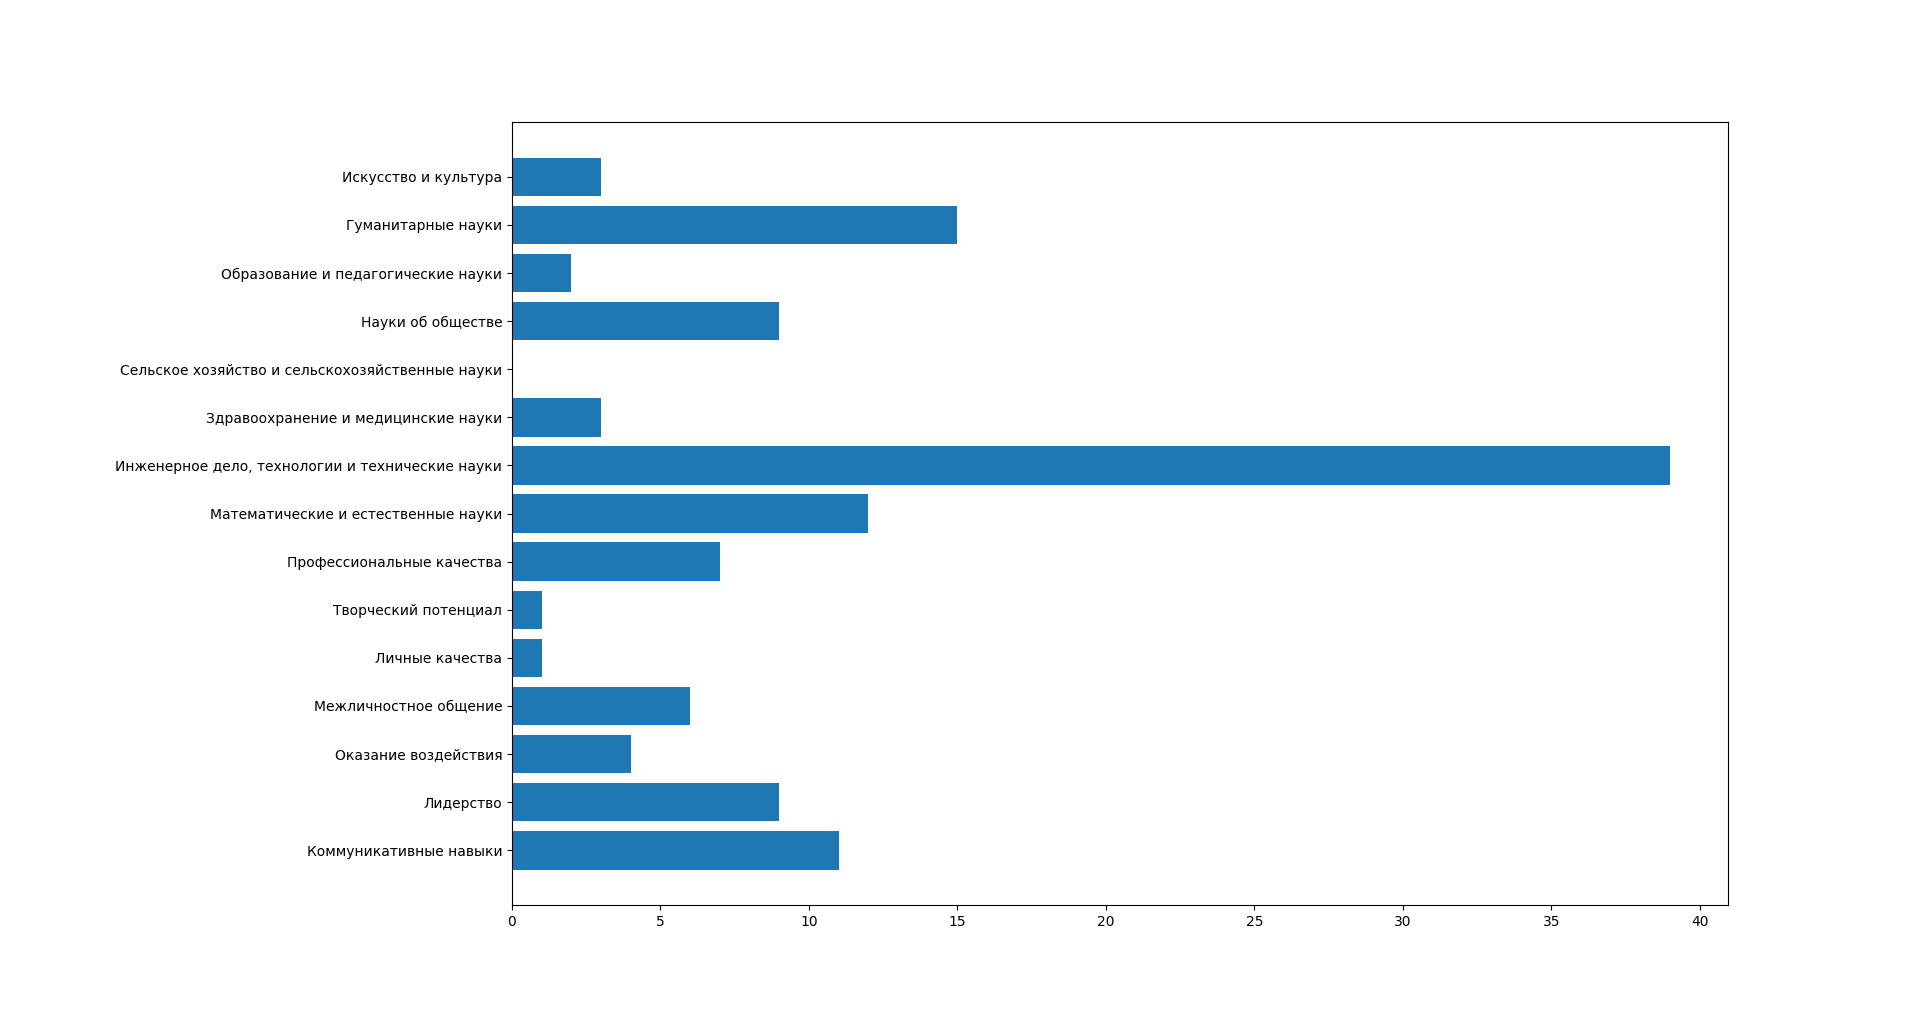 Искусство и культура
Гуманитарные науки
Образование и педагогические науки
Науки об обществе
Сельское хозяйство и сельскохозяйственные науки
Здравоохранение и медицинские науки
Инженерное дело, технологии и технические науки
Математические и естественные науки
Профессиональные качества
Творческий потенциал
Личные качества
Межличностное общение
Оказание воздействия
Лидерство
Коммуникативные навыки
0 5 10 15 20 25 30 35 40